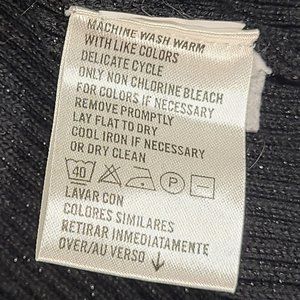 MACHINE WASH WARM
WITH LIKE COLORS
DELICATE CYCLE
ONLY NON CHLORINE BLEACH
FOR COLORS IF NECESSARY
REMOVE PROMPTLY
LAY FLAT TO DRY
COOL IRON IF NECESSARY
OR DRY CLEAN
40 P
LAVAR CON
COLORES SIMILARES
RETIRAR INMEDIATAMENTE
OVER/AU VERSO ↓